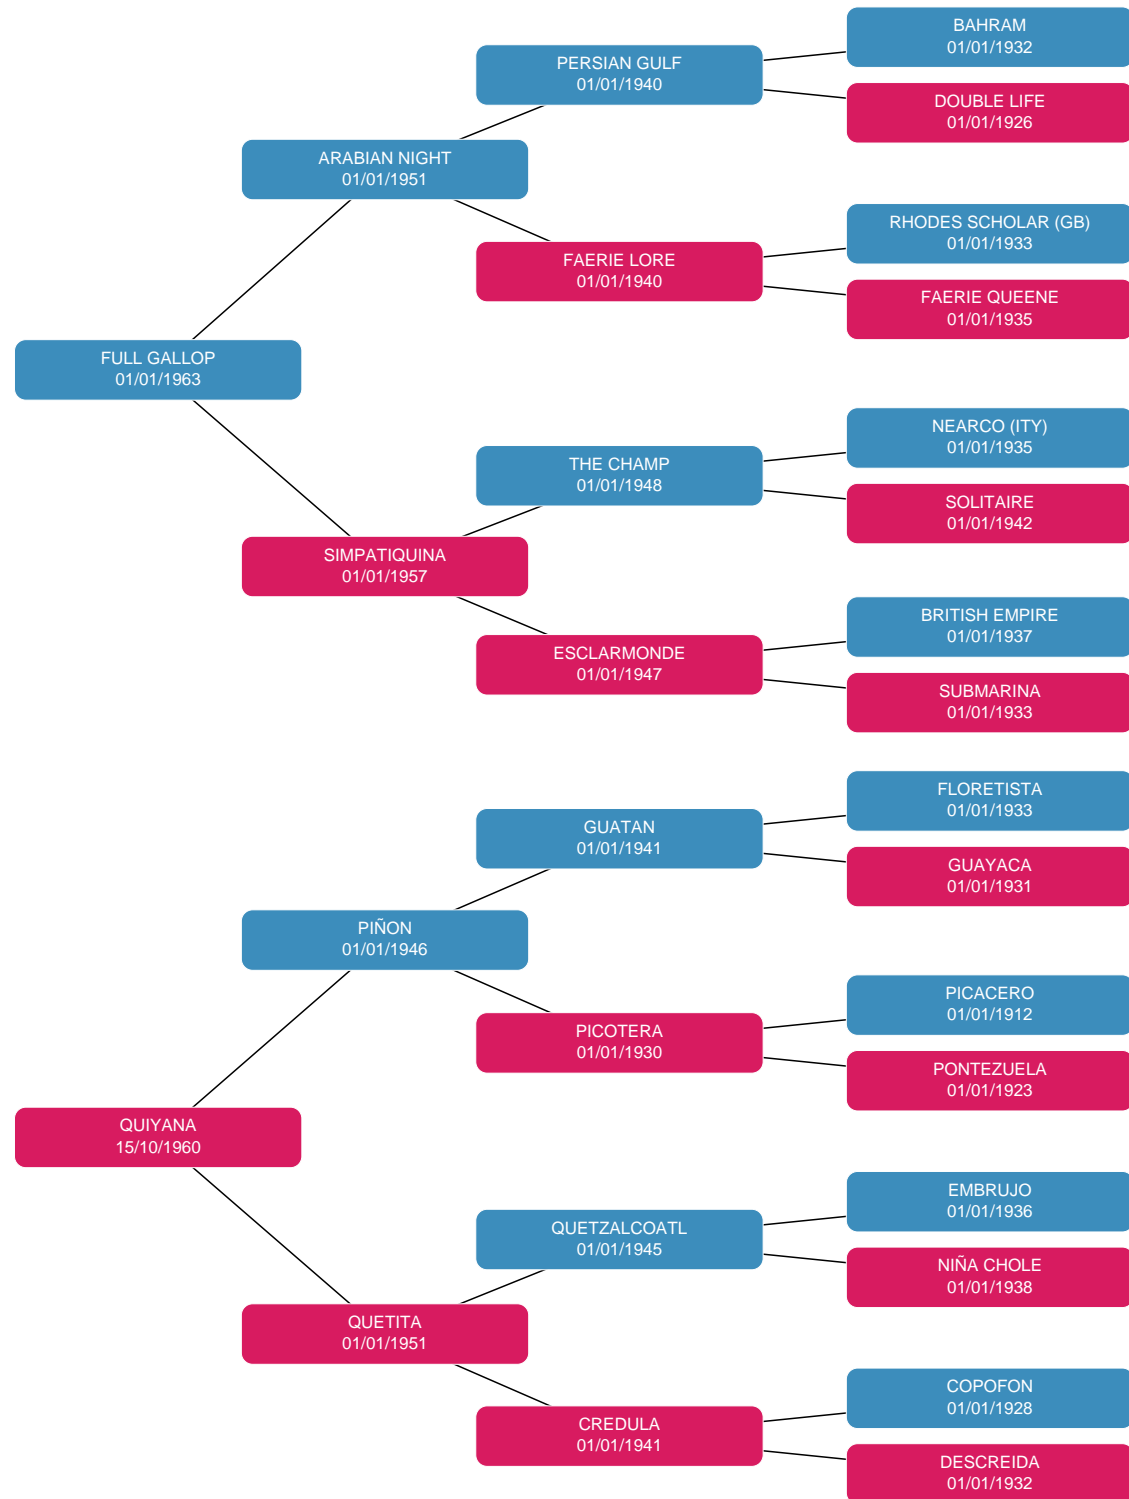 BAHRAM
01/01/1932
PERSIAN GULF
01/01/1940
DOUBLE LIFE
01/01/1926
ARABIAN NIGHT
01/01/1951
RHODES SCHOLAR (GB)
01/01/1933
FAERIE LORE
01/01/1940
FAERIE QUEENE
01/01/1935
FULL GALLOP
01/01/1963
NEARCO (ITY)
01/01/1935
THE CHAMP
01/01/1948
SOLITAIRE
01/01/1942
SIMPATIQUINA
01/01/1957
BRITISH EMPIRE
01/01/1937
ESCLARMONDE
01/01/1947
SUBMARINA
01/01/1933
FLORETISTA
01/01/1933
GUATAN
01/01/1941
GUAYACA
01/01/1931
PIÑON
01/01/1946
PICACERO
01/01/1912
PICOTERA
01/01/1930
PONTEZUELA
01/01/1923
QUIYANA
15/10/1960
EMBRUJO
01/01/1936
QUETZALCOATL
01/01/1945
NIÑA CHOLE
01/01/1938
QUETITA
01/01/1951
COPOFON
01/01/1928
CREDULA
01/01/1941
DESCREIDA
01/01/1932